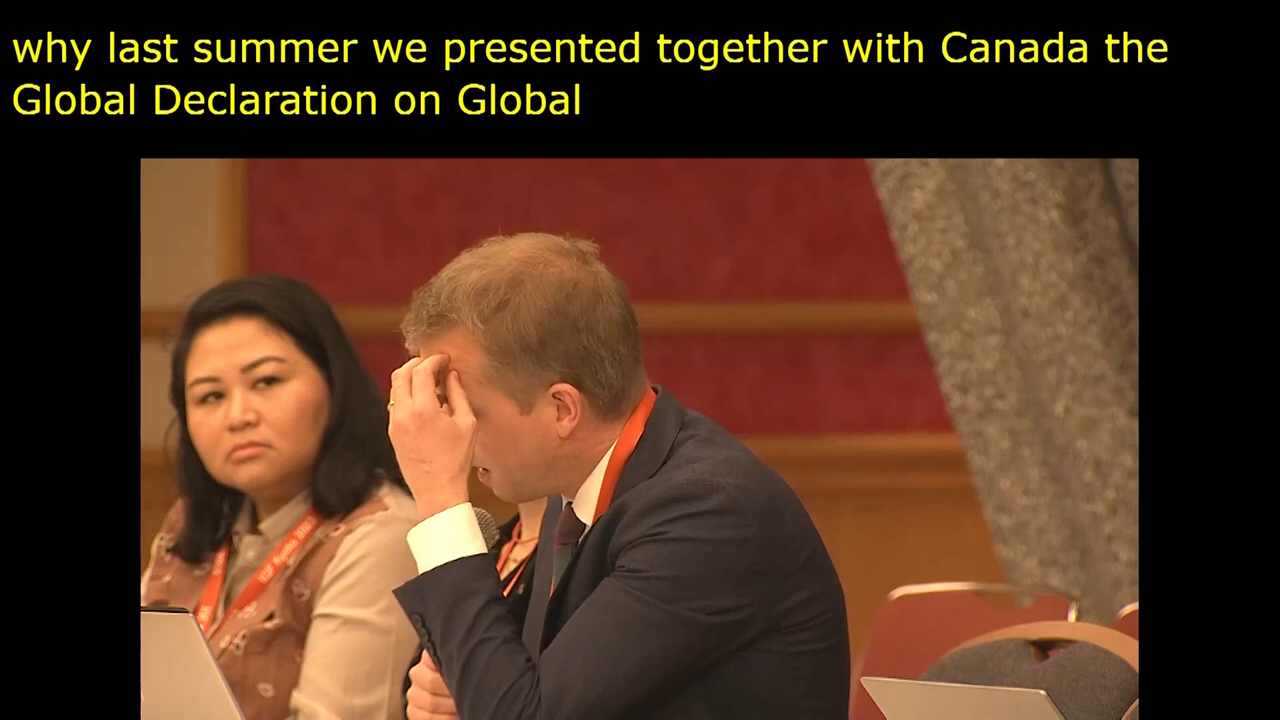 why last summer we presented together with Canada the
Global Declaration on Global